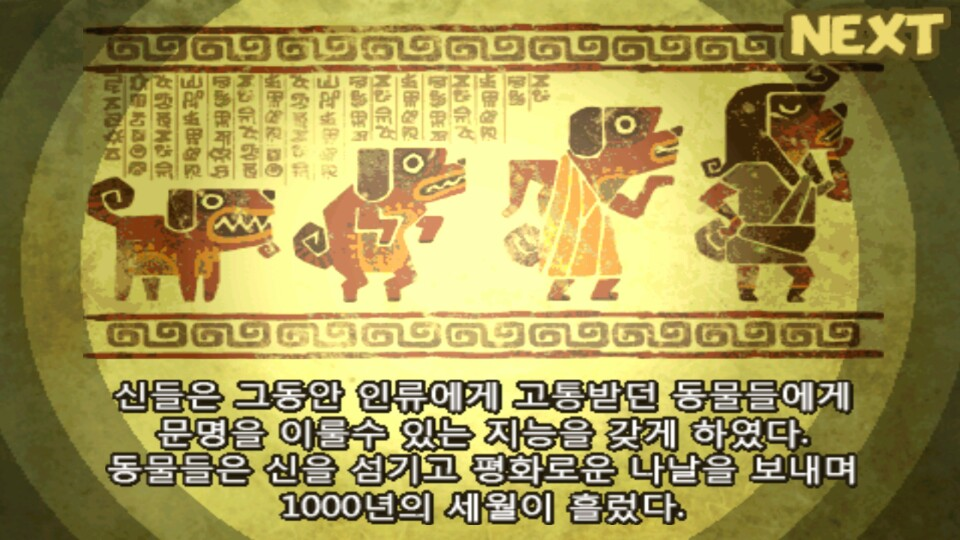 NEXT
신들은 그동안 인류에게 고통받던 동물들에게
문명을 이룰수 있는 지능을 갖게 하였다.
동물들은 신을 섬기고 평화로운 나날을 보내며
1000년의 세월이 흘렀다.